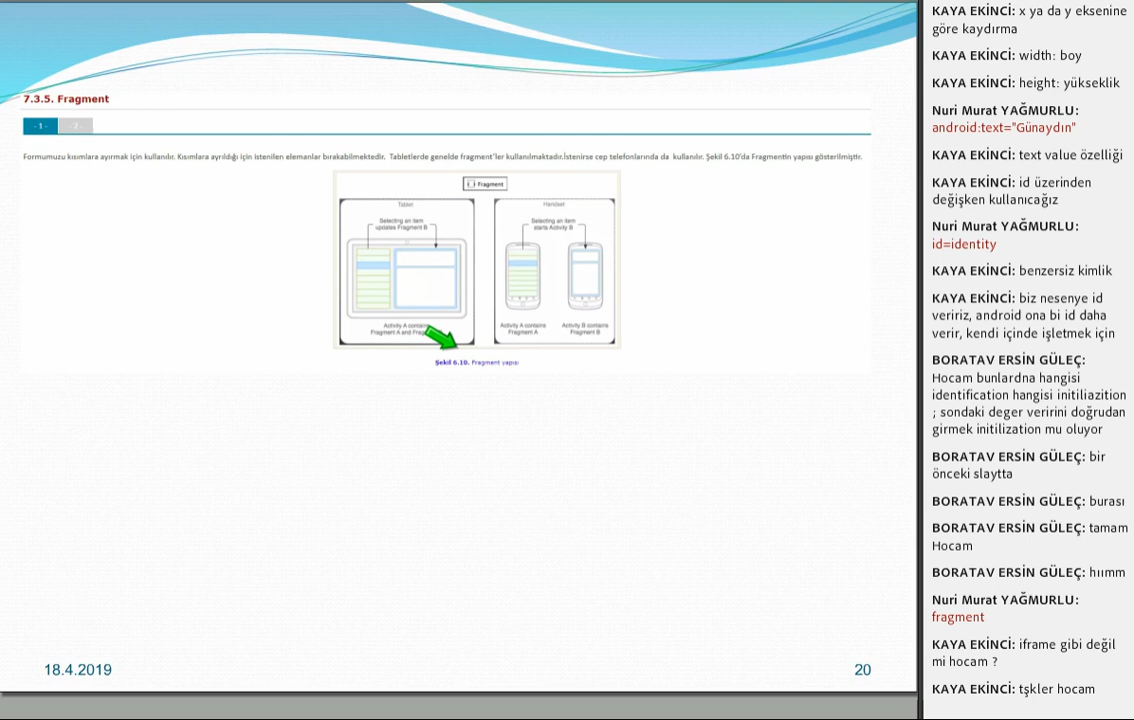 7.3.5. Fragment
- 1 -
- 2 -
Formumuzu kısımlara ayırmak için kullanılır. Kısımlara ayrıldığı için istenilen elemanlar bırakabilmektedir. Tabletlerde genelde fragment'ler kullanılmaktadır.İstenirse cep telefonlarında da kullanılır. Şekil 6.10'da Fragmentin yapısı gösterilmiştir.
Fragment
Tablet
Selecting an item
updates Fragment B
Activity A contains
Fragment A and
Handset
Selecting an item
starts Activity B
Activity A contains
Fragment A
Activity B contains
Fragment B
Şekil 6.10. Fragment yapısı
18.4.2019
20
KAYA EKİNCİ: x ya da y eksenine
göre kaydırma
KAYA EKİNCİ: width: boy
KAYA EKİNCİ: height: yükseklik
Nuri Murat YAĞMURLU:
android:text="Günaydın"
KAYA EKİNCİ: text value özelliği
KAYA EKİNCİ: id üzerinden
değişken kullanıcağız
Nuri Murat YAĞMURLU:
id=identity
KAYA EKİNCİ: benzersiz kimlik
KAYA EKİNCİ: biz nesenye id
veririz, android ona bi id daha
verir, kendi içinde işletmek için
BORATAV ERSİN GÜLEÇ:
Hocam bunlardna hangisi
identification hangisi initiliazition
; sondaki deger veririni doğrudan
girmek initilization mu oluyor
BORATAV ERSİN GÜLEÇ: bir
önceki slaytta
BORATAV ERSİN GÜLEÇ: burası
BORATAV ERSİN GÜLEÇ: tamam
Hocam
BORATAV ERSİN GÜLEÇ: hıımm
Nuri Murat YAĞMURLU:
fragment
KAYA EKİNCİ: iframe gibi değil
mi hocam ?
KAYA EKİNCİ: tşkler hocam